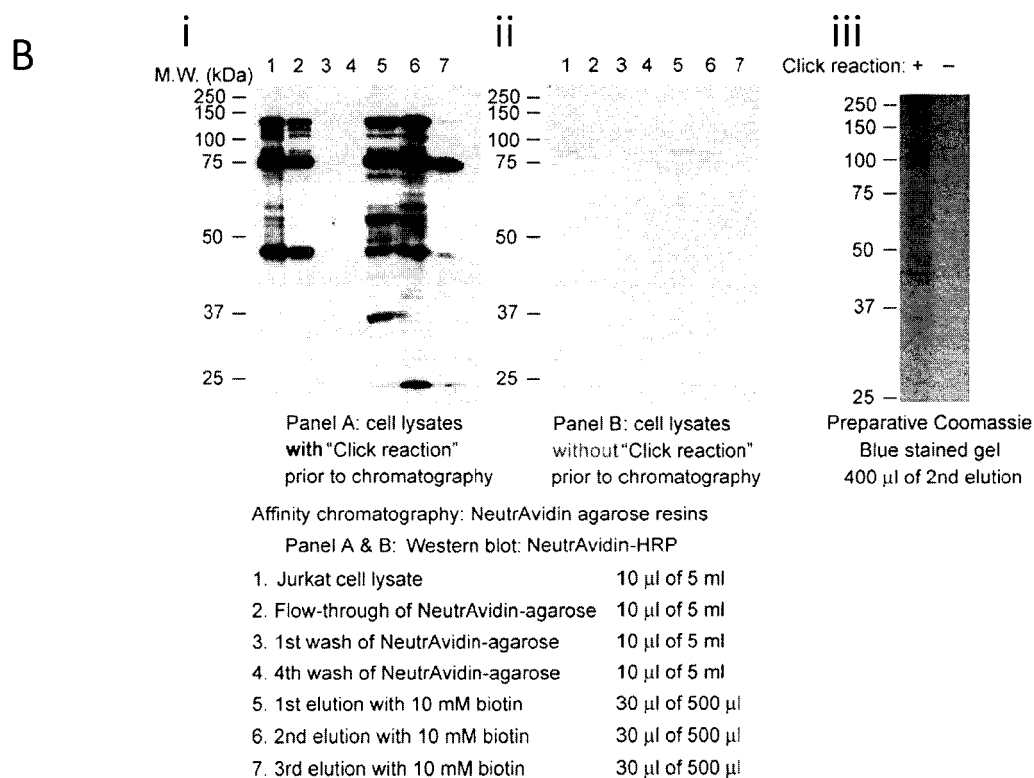 B
i
ii
iii
M.W. (kDa)
1 2 3 4 5 6 7
250 –
150 –
100 –
75 –
50 –
37 –
25 –
1 2 3 4 5 6 7
250 –
150 –
100 –
75 –
50 –
37 –
25 –
Click reaction: + –
250 –
150 –
100 –
75 –
50 –
37 –
25 –
Panel A: cell lysates
with "Click reaction"
prior to chromatography
Panel B: cell lysates
without "Click reaction"
prior to chromatography
Preparative Coomassie
Blue stained gel
400 µl of 2nd elution
Affinity chromatography: NeutrAvidin agarose resins
Panel A & B: Western blot: NeutrAvidin-HRP
1. Jurkat cell lysate 10 µl of 5 ml
2. Flow-through of NeutrAvidin-agarose 10 µl of 5 ml
3. 1st wash of NeutrAvidin-agarose 10 µl of 5 ml
4. 4th wash of NeutrAvidin-agarose 10 µl of 5 ml
5. 1st elution with 10 mM biotin 30 µl of 500 µl
6. 2nd elution with 10 mM biotin 30 µl of 500 µl
7. 3rd elution with 10 mM biotin 30 µl of 500 µl